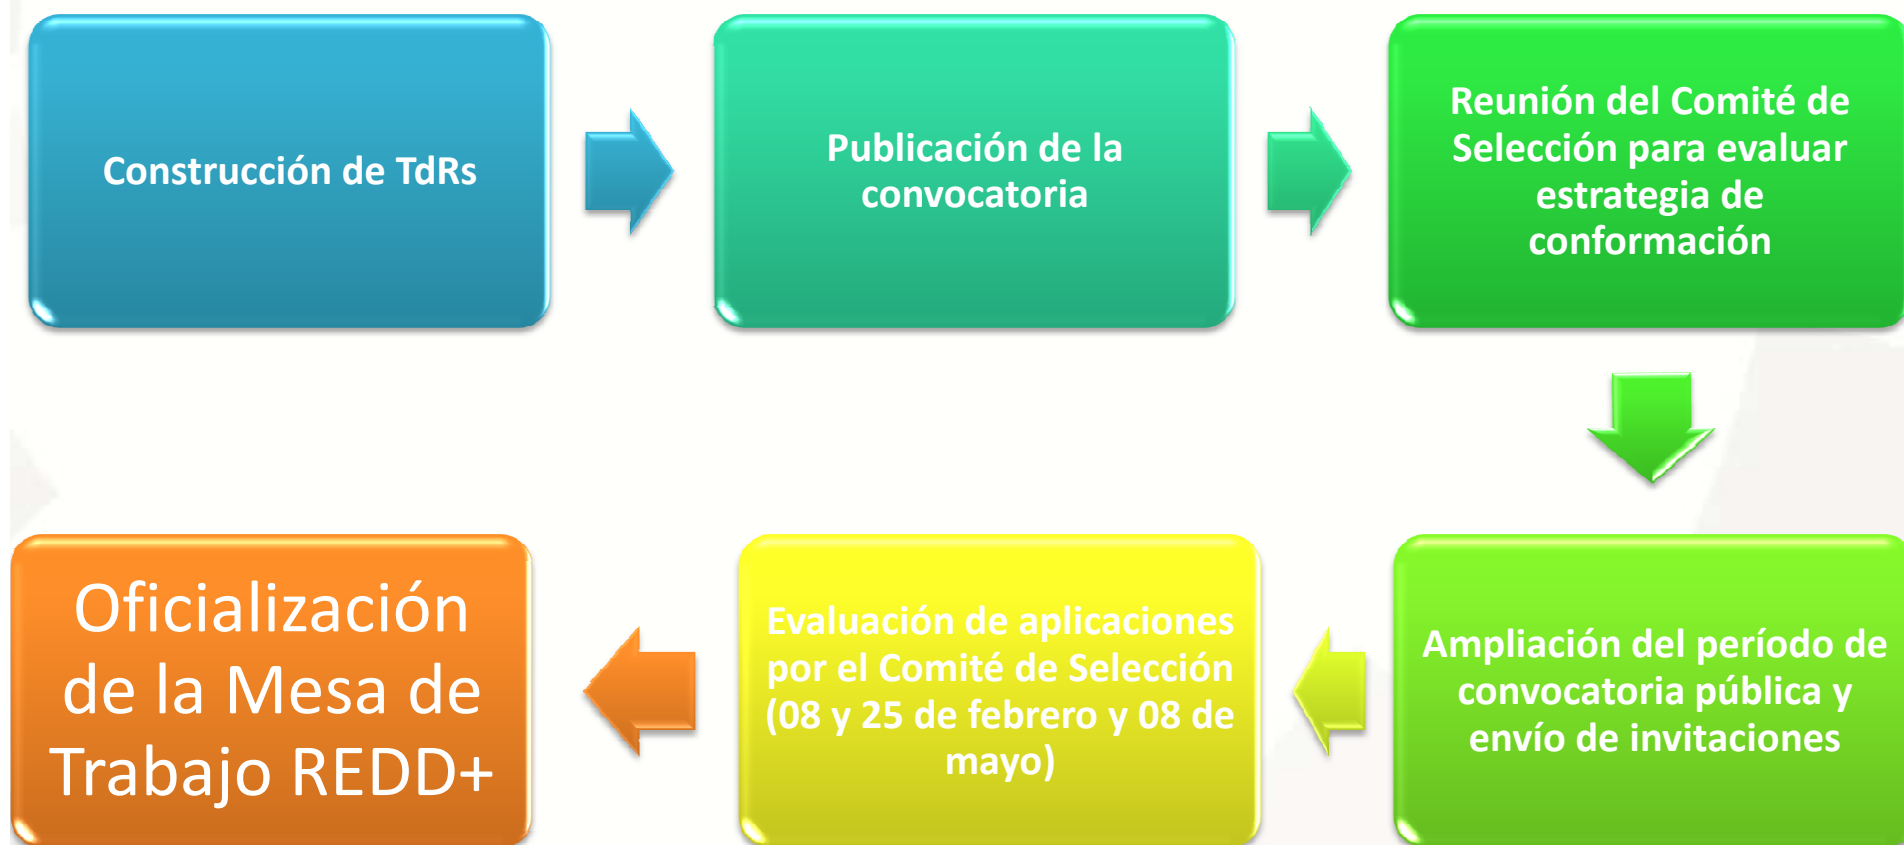 Construcción de TdRs
Publicación de la
convocatoria
Reunión del Comité de
Selección para evaluar
estrategia de
conformación
Ampliación del período de
convocatoria pública y
envío de invitaciones
Evaluación de aplicaciones
por el Comité de Selección
(08 y 25 de febrero y 08 de
mayo)
Oficialización
de la Mesa de
Trabajo REDD+